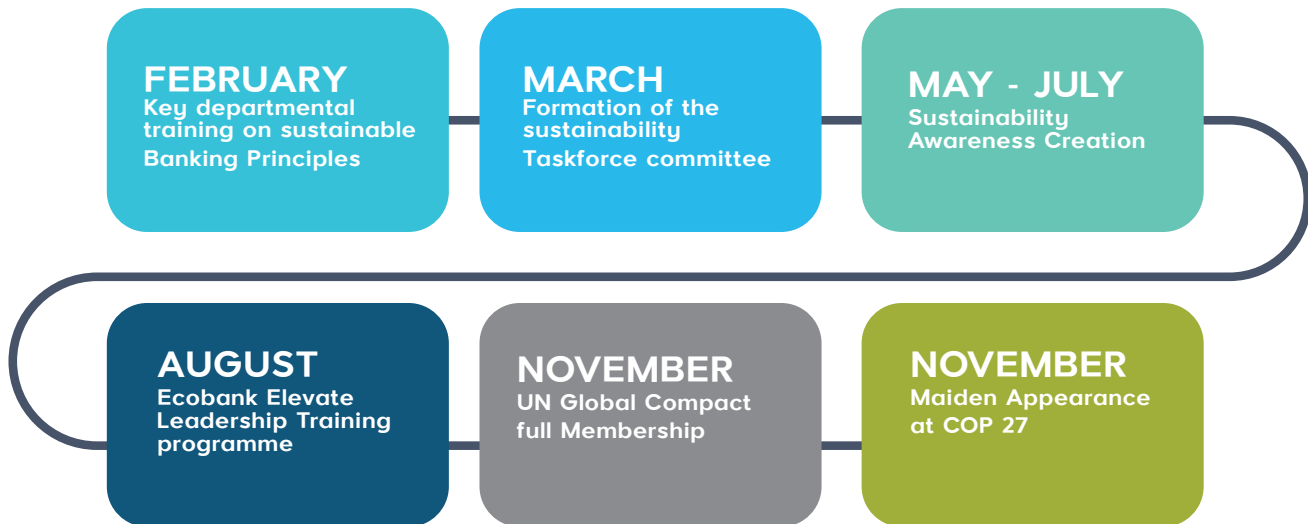 FEBRUARY
Key departmental
training on sustainable
Banking Principles
MARCH
Formation of the
sustainability
Taskforce committee
MAY - JULY
Sustainability
Awareness Creation
AUGUST
Ecobank Elevate
Leadership Training
programme
NOVEMBER
UN Global Compact
full Membership
NOVEMBER
Maiden Appearance
at COP 27